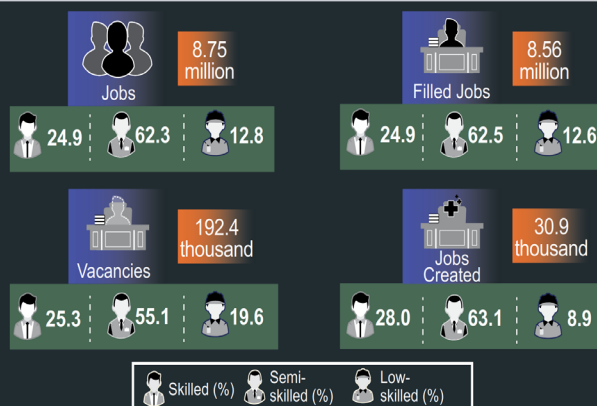 8.75
million
Jobs
24.9
62.3
12.8
8.56
million
Filled Jobs
24.9
62.5
12.6
192.4
thousand
Vacancies
25.3
55.1
19.6
30.9
thousand
Jobs
Created
28.0
63.1
8.9
Skilled (%)
Semi-
skilled (%)
Low-
skilled (%)